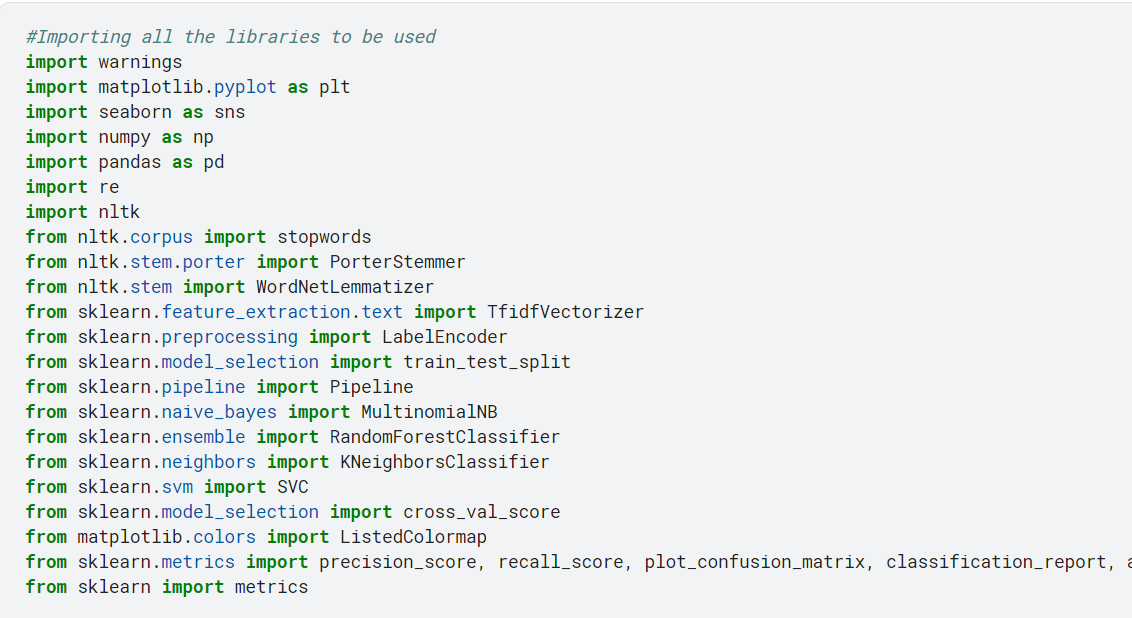 #Importing all the libraries to be used
import warnings
import matplotlib.pyplot as plt
import seaborn as sns
import numpy as np
import pandas as pd
import re
import nltk
from nltk.corpus import stopwords
from nltk.stem.porter import PorterStemmer
from nltk.stem import WordNetLemmatizer
from sklearn.feature_extraction.text import TfidfVectorizer
from sklearn.preprocessing import LabelEncoder
from sklearn.model_selection import train_test_split
from sklearn.pipeline import Pipeline
from sklearn.naive_bayes import MultinomialNB
from sklearn.ensemble import RandomForestClassifier
from sklearn.neighbors import KNeighborsClassifier
from sklearn.svm import SVC
from sklearn.model_selection import cross_val_score
from matplotlib.colors import ListedColormap
from sklearn.metrics import precision_score, recall_score, plot_confusion_matrix, classification_report,
from sklearn import metrics